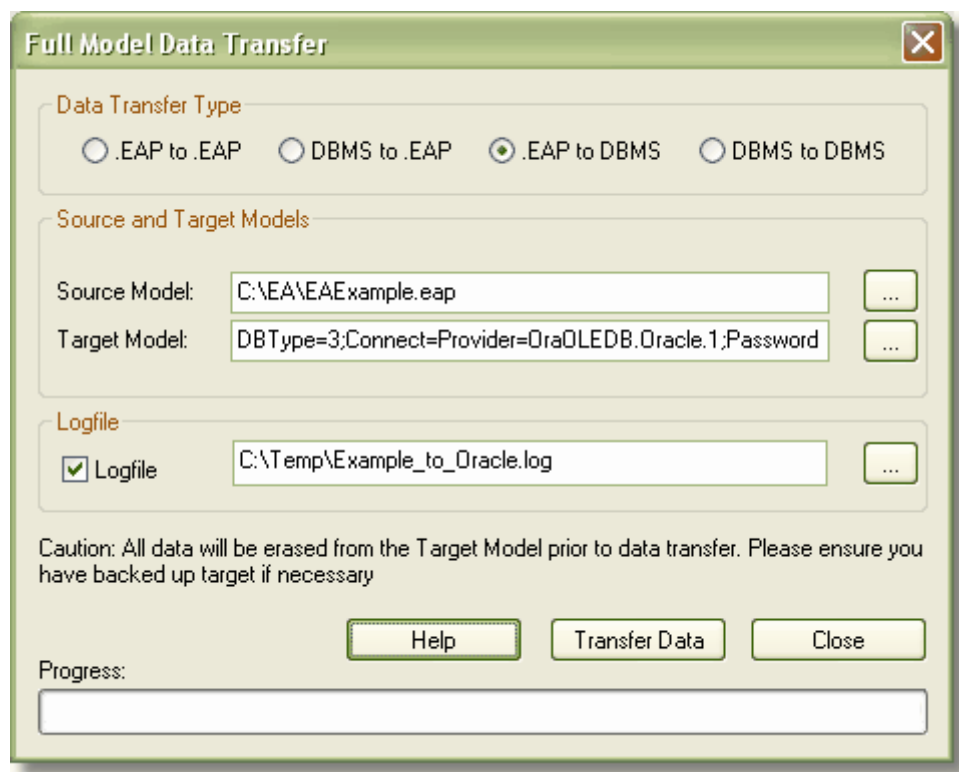 Full Model Data Transfer
Data Transfer Type
.EAP to .EAP DBMS to .EAP .EAP to DBMS DBMS to DBMS
Source and Target Models
Source Model: C:\EA\EAExample.eap ...
Target Model: DBType=3;Connect=Provider=OraOLEDB.Oracle.1;Password ...
Logfile
Logfile C:\Temp\Example_to_Oracle.log ...
Caution: All data will be erased from the Target Model prior to data transfer. Please ensure you
have backed up target if necessary
Help Transfer Data Close
Progress: